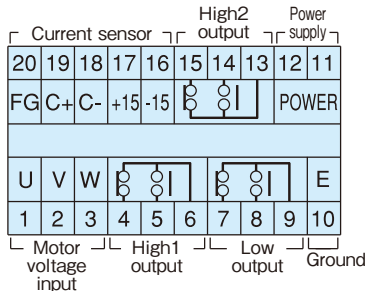 Current sensor
High2
output
Power
supply
20 19 18 17 16 15 14 13 12 11
FG C+ C- +15 -15 POWER
U V W E
1 2 3 4 5 6 7 8 9 10
Motor
voltage
input
High1
output
Low
output
Ground